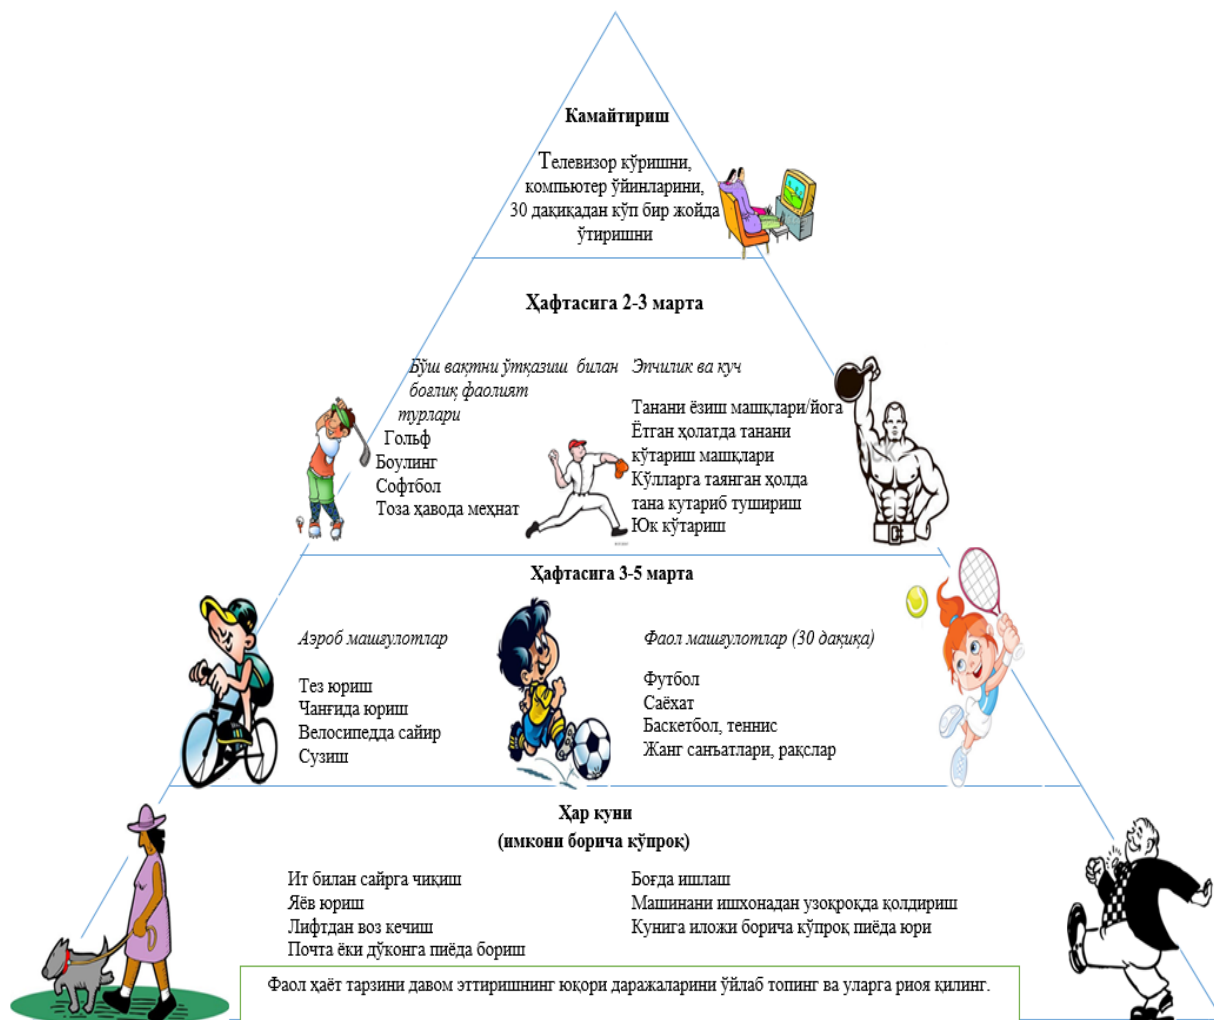 Камайтириш
Телевизор кўришни,
компьютер ўйинларини,
30 дақиқадан кўп бир жойда
ўтиришни
Ҳафтасига 2-3 марта
Бўш вақтни ўтқазиш билан
боғлиқ фаолият
турлари
Гольф
Боулинг
Софтбол
Тоза ҳавода меҳнат
Эпчилик ва куч
Танани ёзиш машқлари/йога
Ётган ҳолатда танани
кўтариш машқлари
Кўлларга таянган ҳолда
тана кутариб тушириш
Юк кўтариш
Ҳафтасига 3-5 марта
Аэроб машғулотлар
Тез юриш
Чанғида юриш
Велосипедда сайир
Сузиш
Фаол машғулотлар (30 дақиқа)
Футбол
Саёхат
Баскетбол, теннис
Жанг санъатлари, рақслар
Ҳар куни
(имкони борича кўпроқ)
Ит билан сайрга чиқиш
Яёв юриш
Лифтдан воз кечиш
Почта ёки дўконга пиёда бориш
Боғда ишлаш
Машинани ишхонадан узоқроқда қолдириш
Кунига иложи борича кўпроқ пиёда юри
Фаол ҳаёт тарзини давом эттиришнинг юқори даражаларини ўйлаб топинг ва уларга риоя қилинг.